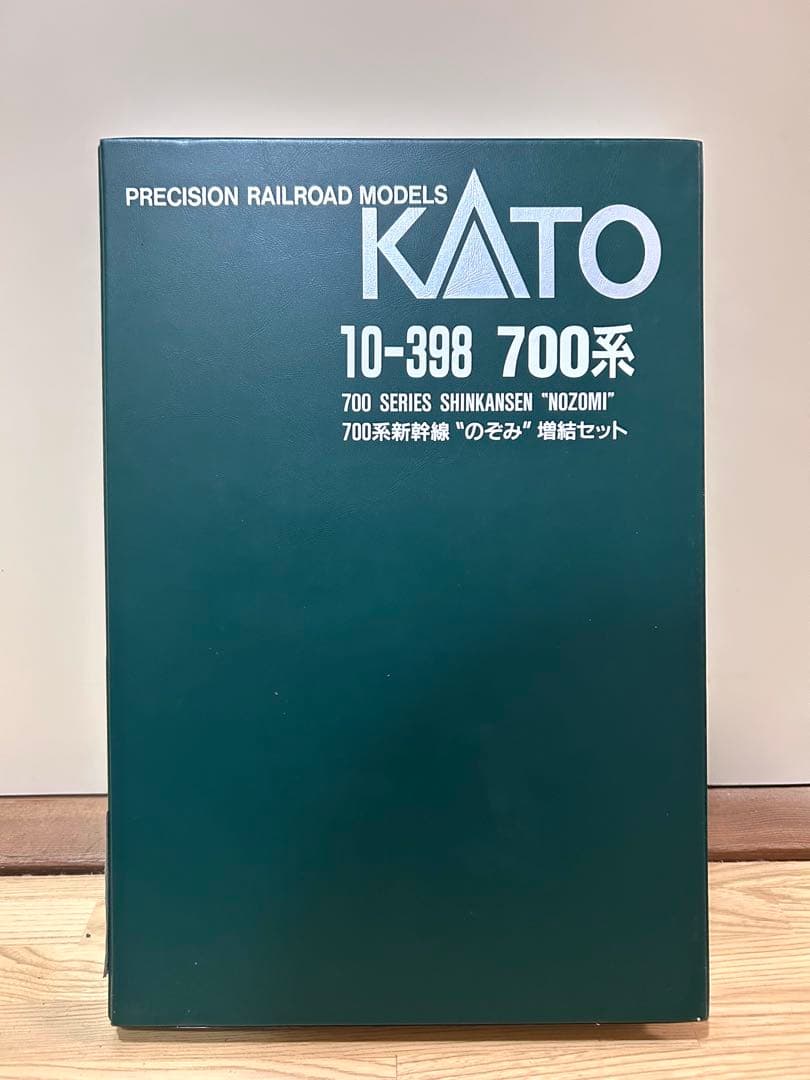 PRECISION RAILROAD MODELS
KATO
10-398 700系
700 SERIES SHINKANSEN "NOZOMI"
700系新幹線 〝のぞみ〟 増結セット